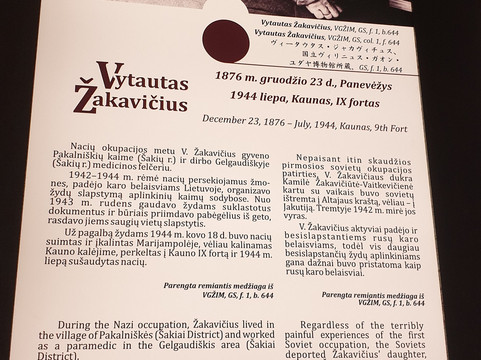 Vytautas Žakavičius, VGŽIM, GS, f. 1, b.644
Vytautas Žakavičius, VGŽIM, GS, col. 1, f. 644
ヴィータウタス・ジャカヴィチュス、
国立ヴィリニュス・ガオン・
ユダヤ博物館所蔵、GS, f. 1, b. 644
Vytautas
Žakavičius
1876 m. gruodžio 23 d., Panevėžys
1944 liepa, Kaunas, IX fortas
December 23, 1876 – July, 1944, Kaunas, 9th Fort
Nacių okupacijos metu V. Žakavičius gyveno
Pakalniškių kaime (Šakių r.) ir dirbo Gelgaudiškyje
(Šakių r.) medicinos felčeriu.
1942–1944 m. rėmė nacių persekiojamus žmo-
nes, padėjo karo belaisviams Lietuvoje, organizavo
žydų slapstymą aplinkinių kaimų sodybose. Nuo
1943 m. rudens gaudavo žydams suklastotus
dokumentus ir būriais priimdavo pabėgėlius iš geto,
rasdavo jiems saugių vietų slapstytis.
Už pagalbą žydams 1944 m. kovo 18 d. buvo nacių
suimtas ir įkalintas Marijampolėje, vėliau kalinamas
Kauno kalėjime, perkeltas į Kauno IX fortą ir 1944 m.
liepą sušaudytas nacių.
Parengta remiantis medžiaga iš
VGŽIM, GS, f. 1, b. 644
Nepaisant itin skaudžios
pirmosios sovietų okupacijos
patirties, V. Žakavičiaus dukra
Kamilė Žakavičiūtė-Vaitkevičienė
kartu su vaikais buvo sovietų
ištremta į Altajaus kraštą, vėliau – į
Jakutiją. Tremtyje 1942 m. mirė jos
vyras.
V. Žakavičius aktyviai padėjo ir
besislapstantiems rusų karo
belaisviams, todėl vis daugiau
besislapstančių žydų aplinkiniams
gana dažnai buvo pristatoma kaip
rusų karo belaisviai.
Parengta remiantis medžiaga iš
VGŽIM, GS, f. 1, b. 644
During the Nazi occupation, Žakavičius lived in
the village of Pakalniškės (Šakiai District) and worked
as a paramedic in the Gelgaudiškis area (Šakiai
District).
Regardless of the terribly
painful experiences of the first
Soviet occupation, the Soviets
deported Žakavičius' daughter,